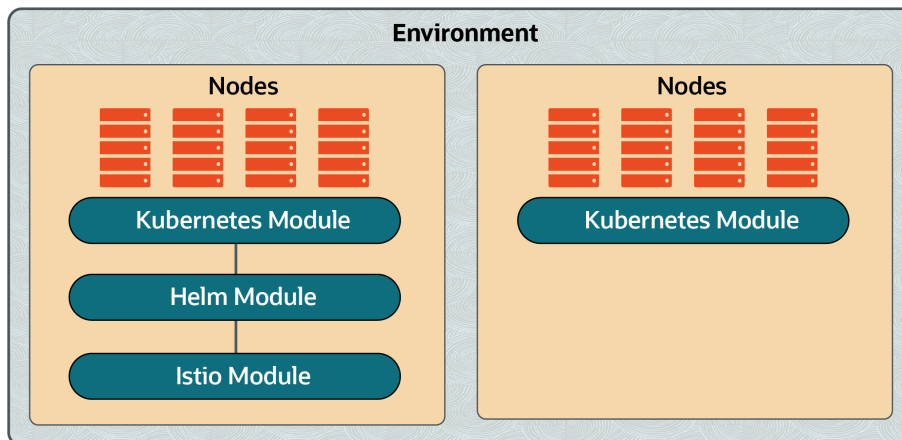 Environment
Nodes
Kubernetes Module
Helm Module
Istio Module
Nodes
Kubernetes Module